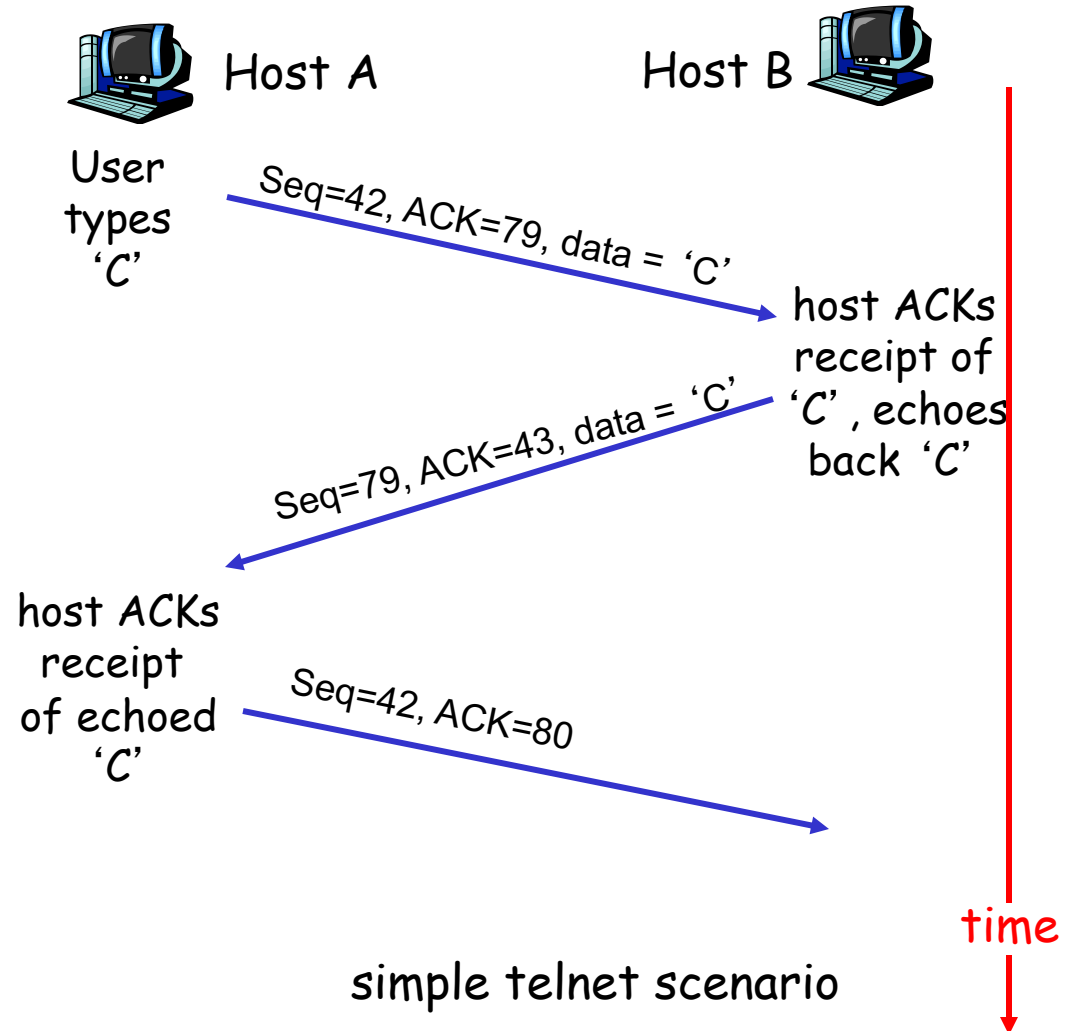 Host A
Host B
User
types
‘C’
Seq=42, ACK=79, data = ‘C’
host ACKs
receipt of
‘C’ , echoes
back ‘C’
Seq=79, ACK=43, data = ‘C’
host ACKs
receipt
of echoed
‘C’
Seq=42, ACK=80
time
simple telnet scenario